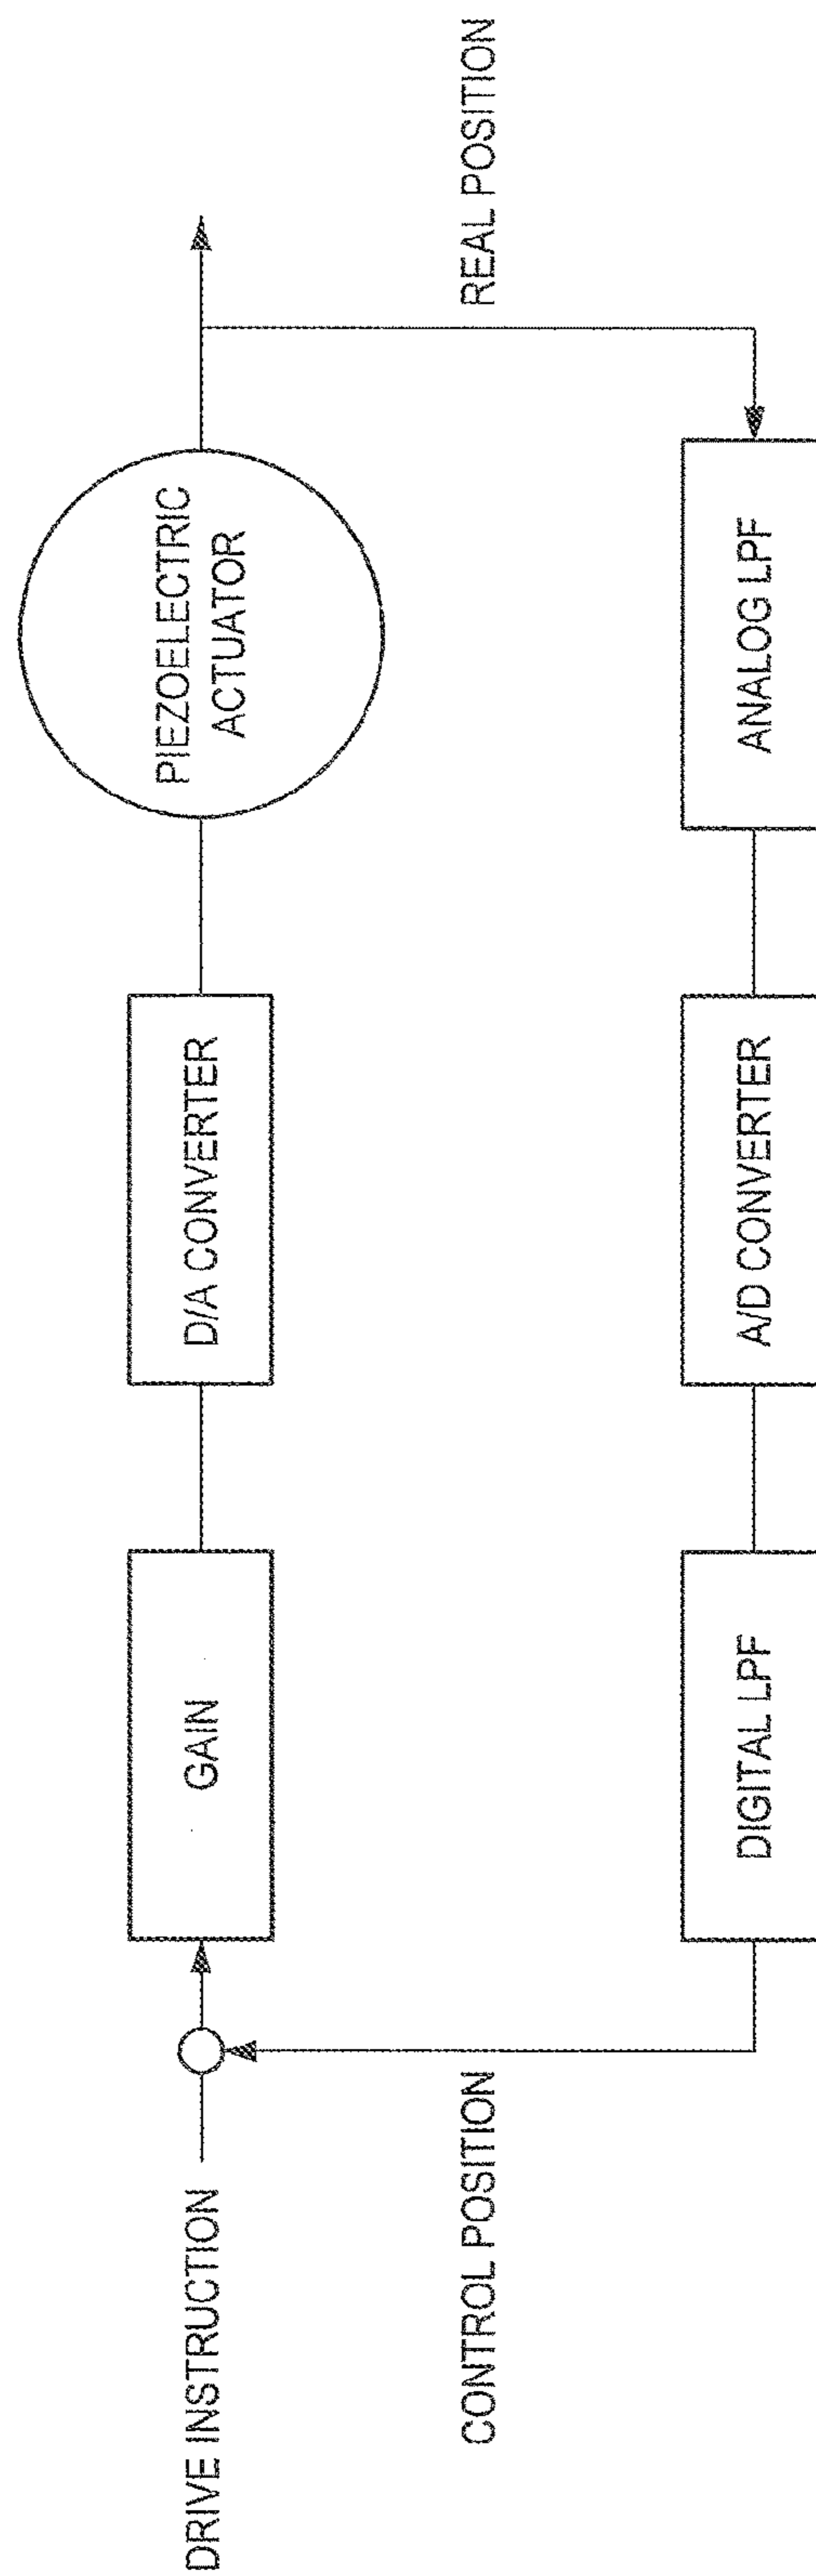 DRIVE INSTRUCTION
GAIN
D/A CONVERTER
PIEZOELECTRIC
ACTUATOR
CONTROL POSITION
REAL POSITION
DIGITAL LPF
A/D CONVERTER
ANALOG LPF